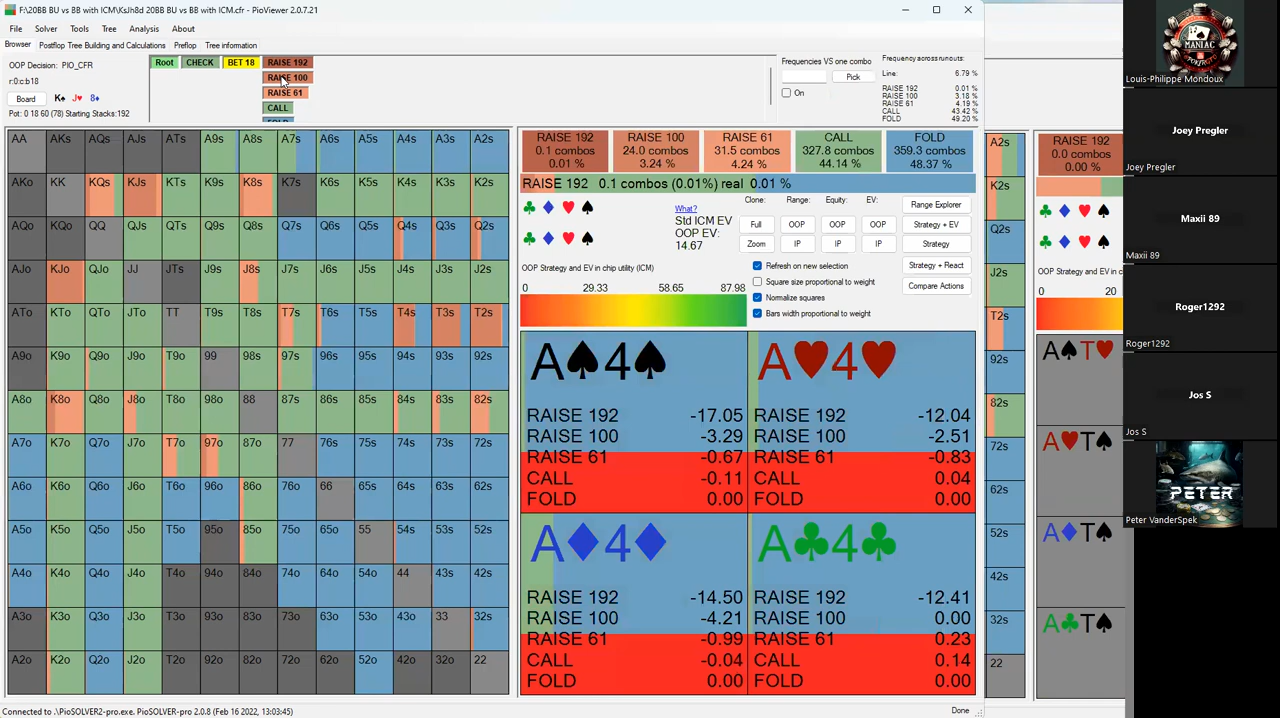 F:\20BB BU vs BB with ICM\KsJh8d 20BB BU vs BB with ICM.cfr - PioViewer 2.0.7.21
File Solver Tools Tree Analysis About
Browser Postflop Tree Building and Calculations Preflop Tree information
OOP Decision: PIO_CFR
r:0:c:b18
Board K♠ J♥ 8♦
Pot: 0 18 60 (78) Starting Stacks:192
Root CHECK BET 18 RAISE 192
RAISE 100
RAISE 61
CALL
Frequencies VS one combo
Pick
On
Frequency across runouts:
Line: 6.79 %
RAISE 192 0.01 %
RAISE 100 3.18 %
RAISE 61 4.19 %
CALL 43.42 %
FOLD 49.20 %
AA AKs AQs AJs ATs A9s A8s A7s A6s A5s A4s A3s A2s
AKo KK KQs KJs KTs K9s K8s K7s K6s K5s K4s K3s K2s
AQo KQo QQ QJs QTs Q9s Q8s Q7s Q6s Q5s Q4s Q3s Q2s
AJo KJo QJo JJ JTs J9s J8s J7s J6s J5s J4s J3s J2s
ATo KTo QTo JTo TT T9s T8s T7s T6s T5s T4s T3s T2s
A9o K9o Q9o J9o T9o 99 98s 97s 96s 95s 94s 93s 92s
A8o K8o Q8o J8o T8o 98o 88 87s 86s 85s 84s 83s 82s
A7o K7o Q7o J7o T7o 97o 87o 77 76s 75s 74s 73s 72s
A6o K6o Q6o J6o T6o 96o 86o 76o 66 65s 64s 63s 62s
A5o K5o Q5o J5o T5o 95o 85o 75o 65o 55 54s 53s 52s
A4o K4o Q4o J4o T4o 94o 84o 74o 64o 54o 44 43s 42s
A3o K3o Q3o J3o T3o 93o 83o 73o 63o 53o 43o 33 32s
A2o K2o Q2o J2o T2o 92o 82o 72o 62o 52o 42o 32o 22
RAISE 192 RAISE 100 RAISE 61 CALL FOLD
0.1 combos 24.0 combos 31.5 combos 327.8 combos 359.3 combos
0.01 % 3.24 % 4.24 % 44.14 % 48.37 %
RAISE 192 0.1 combos (0.01%) real 0.01 %
♣ ♦ ♥ ♠
♣ ♦ ♥ ♠
What?
Std ICM EV
OOP EV:
14.67
Clone: Range: Equity: EV:
Full OOP OOP OOP
Zoom IP IP IP
Range Explorer
Strategy + EV
Strategy
Strategy + React
Compare Actions
OOP Strategy and EV in chip utility (ICM)
Refresh on new selection
Square size proportional to weight
Normalize squares
Bars width proportional to weight
0 29.33 58.65 87.98
A♠4♠
RAISE 192 -17.05
RAISE 100 -3.29
RAISE 61 -0.67
CALL -0.11
FOLD 0.00
A♥4♥
RAISE 192 -12.04
RAISE 100 -2.51
RAISE 61 -0.83
CALL 0.04
FOLD 0.00
A♦4♦
RAISE 192 -14.50
RAISE 100 -4.21
RAISE 61 -0.99
CALL -0.04
FOLD 0.00
A♣4♣
RAISE 192 -12.41
RAISE 100 0.00
RAISE 61 0.23
CALL 0.14
FOLD 0.00
A2s
K2s
Q2s
J2s
T2s
92s
82s
72s
62s
52s
42s
32s
22
RAISE 192
0.0 combos
0.00 %
♣ ♦ ♥ ♠
♣ ♦ ♥ ♠
OOP Strategy and EV in c
0 20
A♠T♥
A♥T♠
A♦T♠
A♣T♠
MANIAC
Louis-Philippe Mondoux
Joey Pregler
Joey Pregler
Maxii 89
Maxii 89
Roger1292
Roger1292
Jos S
Jos S
PETER
Peter VanderSpek
Connected to .\PioSOLVER2-pro.exe. PioSOLVER-pro 2.0.8 (Feb 16 2022, 13:03:45)
Done